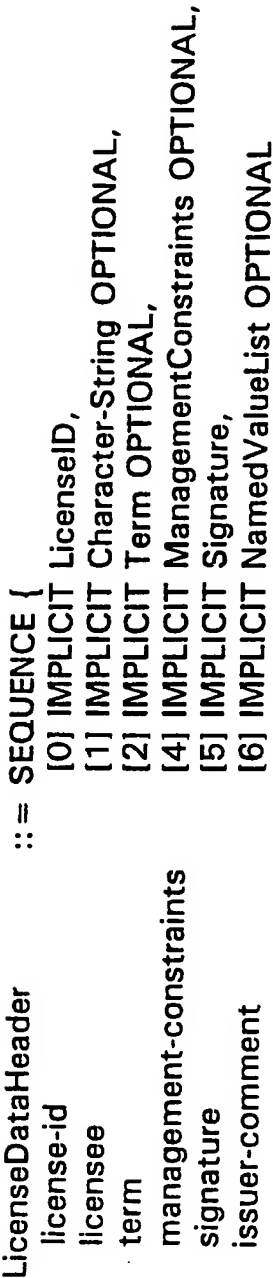 LicenseDataHeader ::= SEQUENCE {
license-id [0] IMPLICIT LicenseID,
licensee [1] IMPLICIT Character-String OPTIONAL,
term [2] IMPLICIT Term OPTIONAL,
management-constraints [4] IMPLICIT ManagementConstraints OPTIONAL,
signature [5] IMPLICIT Signature,
issuer-comment [6] IMPLICIT NamedValueList OPTIONAL